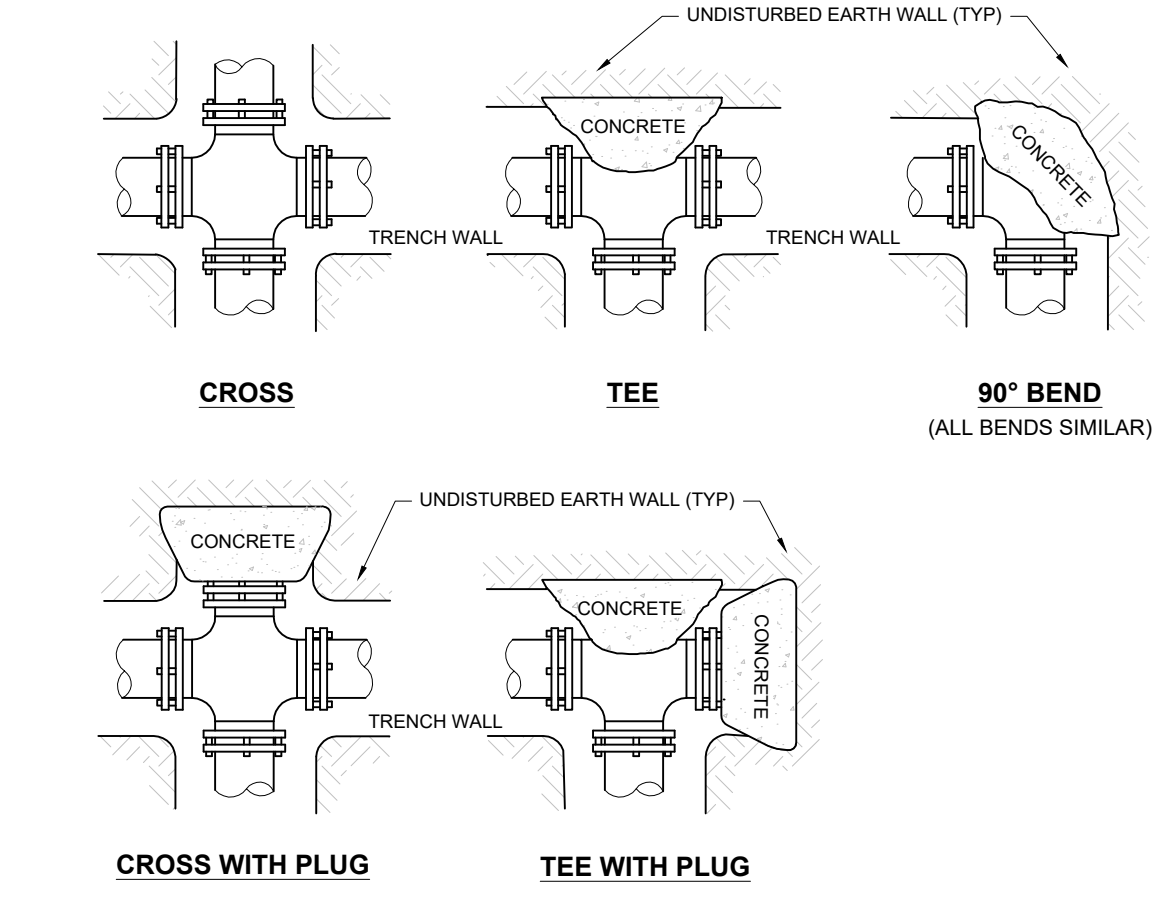 UNDISTURBED EARTH WALL (TYP)
CONCRETE
CONCRETE
TRENCH WALL
TRENCH WALL
CROSS
TEE
90° BEND
(ALL BENDS SIMILAR)
UNDISTURBED EARTH WALL (TYP)
CONCRETE
CONCRETE
CONCRETE
TRENCH WALL
CROSS WITH PLUG
TEE WITH PLUG